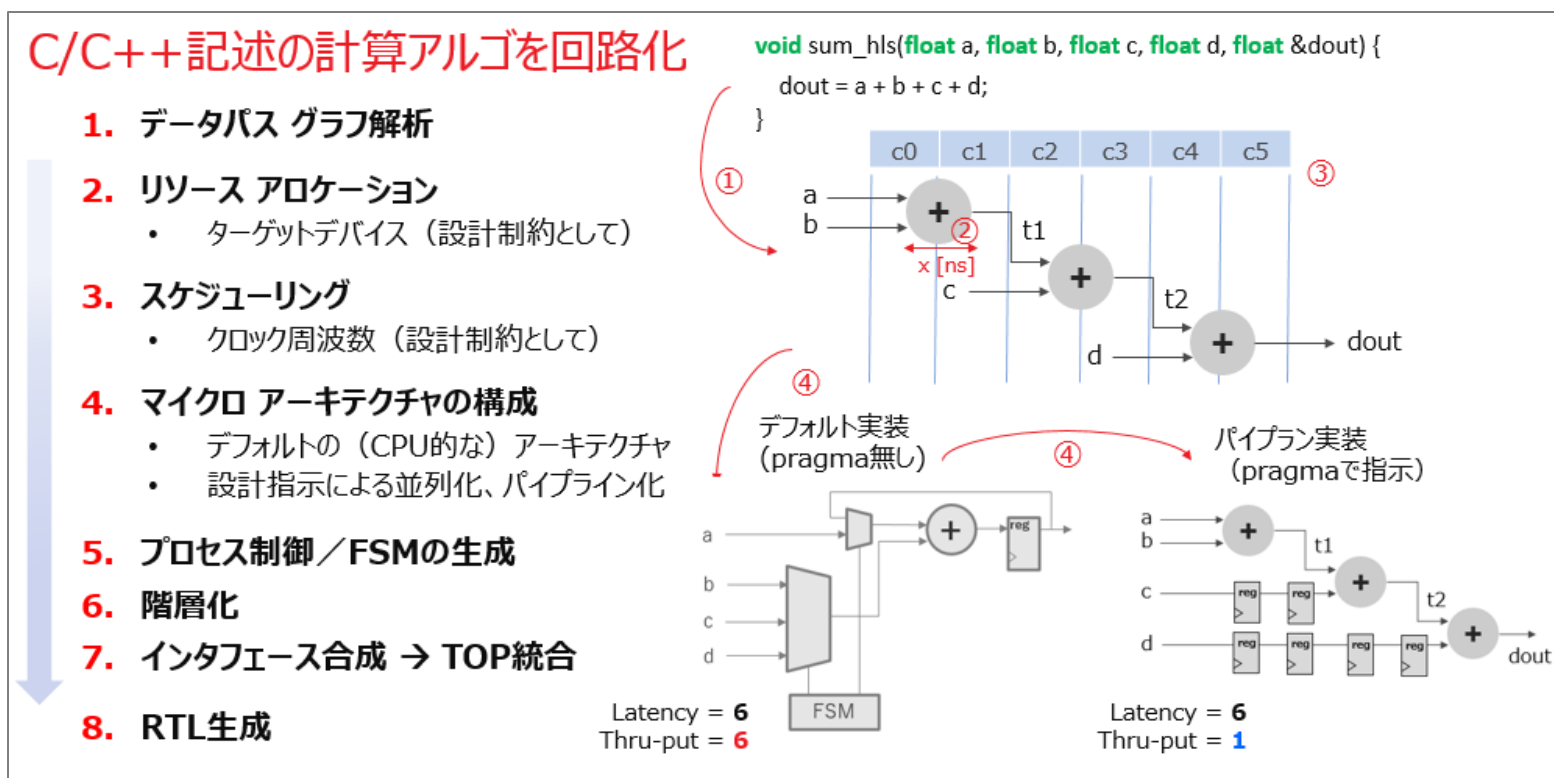 C/C++記述の計算アルゴを回路化
1. データパス グラフ解析
2. リソース アロケーション
• ターゲットデバイス（設計制約として）
3. スケジューリング
• クロック周波数（設計制約として）
4. マイクロ アーキテクチャの構成
• デフォルトの（CPU的な）アーキテクチャ
• 設計指示による並列化、パイプライン化
5. プロセス制御／FSMの生成
6. 階層化
7. インタフェース合成 → TOP統合
8. RTL生成
void sum_hls(float a, float b, float c, float d, float &dout) {
dout = a + b + c + d;
}
c0 c1 c2 c3 c4 c5
①
③
a
b
+
②
x [ns]
t1
c
+
t2
d
+
dout
④
デフォルト実装
(pragma無し)
④
パイプラン実装
（pragmaで指示）
a
b
c
d
+
reg
FSM
Latency = 6
Thru-put = 6
a
b
+
t1
c
reg reg
+
t2
d
reg reg reg reg
+
dout
Latency = 6
Thru-put = 1